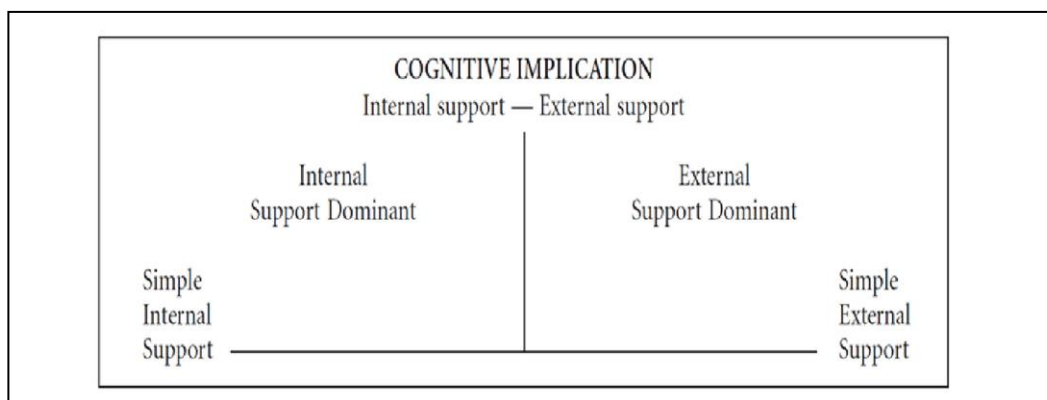 COGNITIVE IMPLICATION
Internal support — External support
Internal
Support Dominant
External
Support Dominant
Simple
Internal
Support
Simple
External
Support